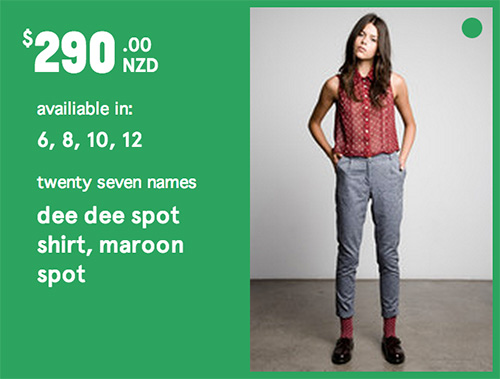 $290.00 NZD
availiable in:
6, 8, 10, 12
twenty seven names
dee dee spot
shirt, maroon
spot